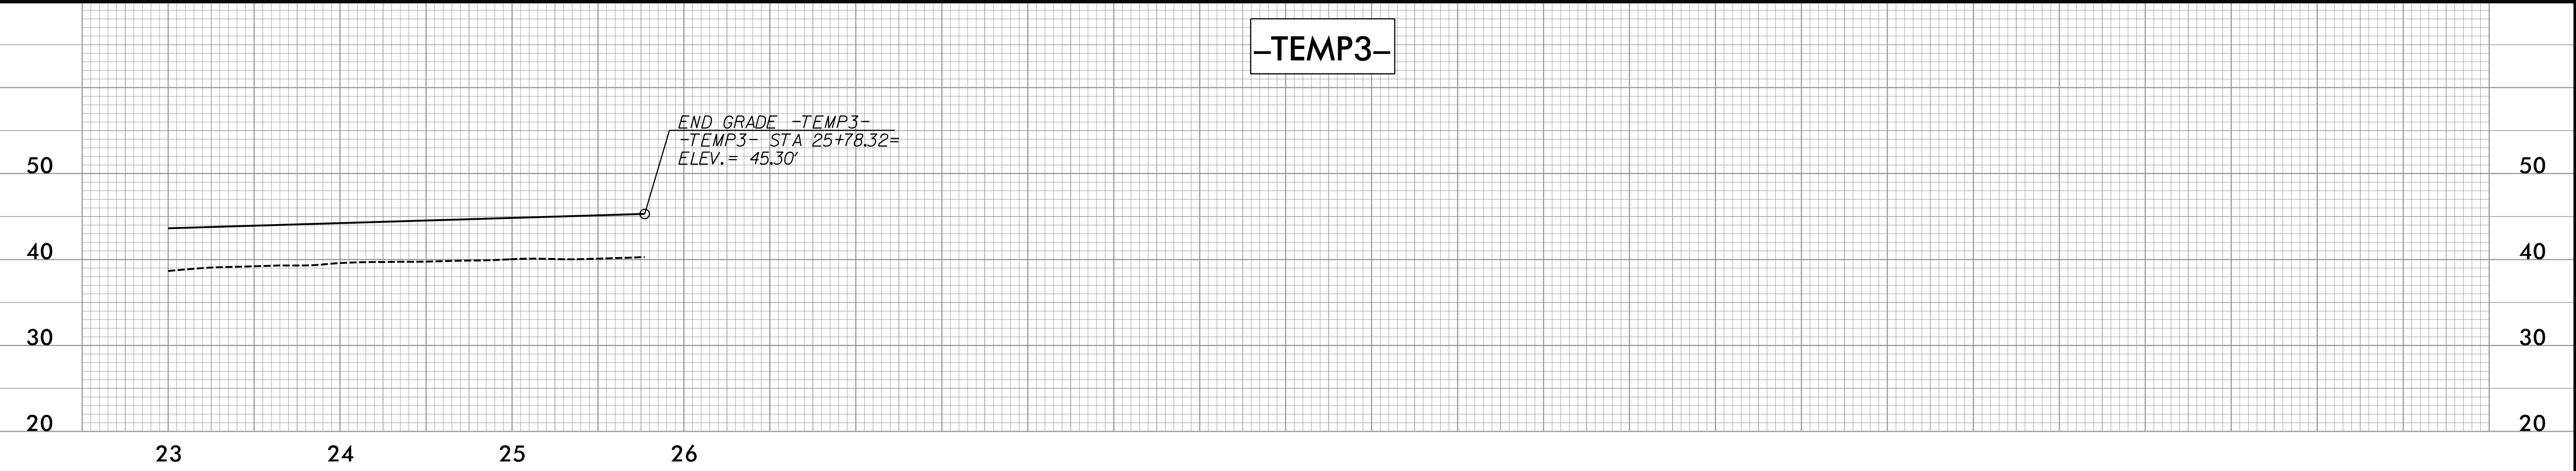 -TEMP3-
END GRADE -TEMP3-
-TEMP3- STA 25+78.32=
ELEV.= 45.30'
50 50
40 40
30 30
20 20
23 24 25 26